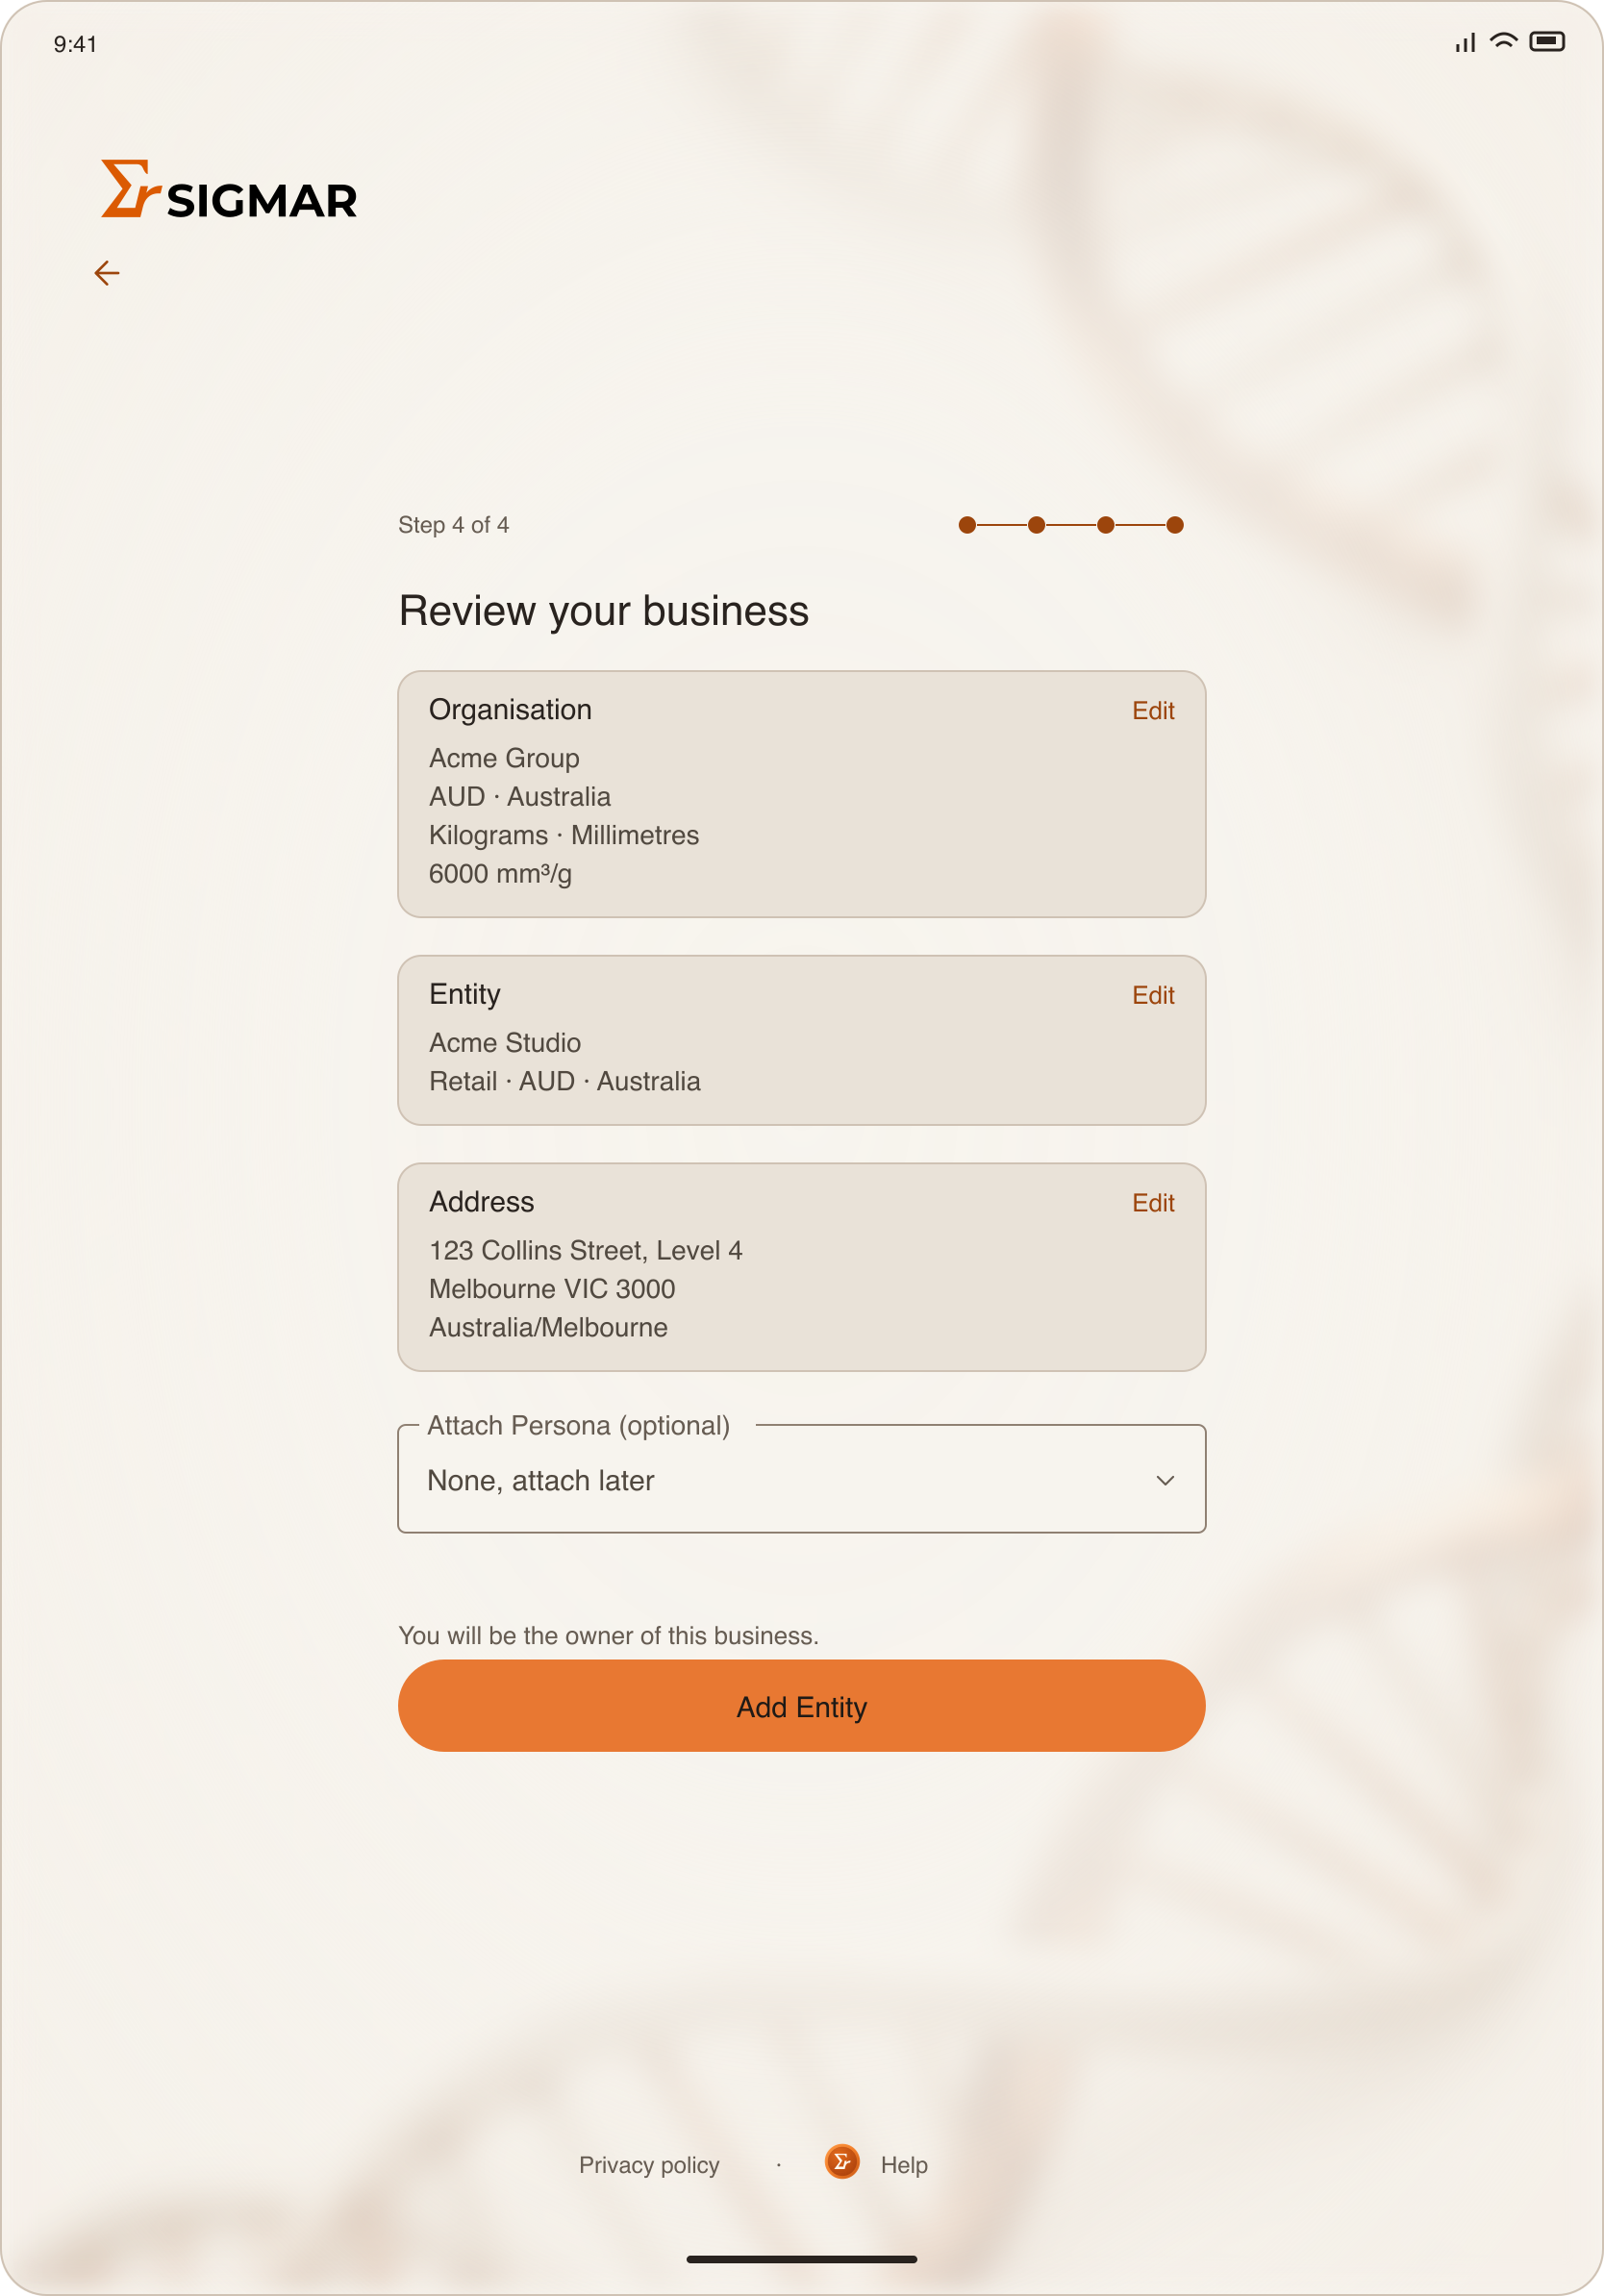 9:41
Σr SIGMAR
Step 4 of 4
Review your business
Organisation
Edit
Acme Group
AUD · Australia
Kilograms · Millimetres
6000 mm³/g
Entity
Edit
Acme Studio
Retail · AUD · Australia
Address
Edit
123 Collins Street, Level 4
Melbourne VIC 3000
Australia/Melbourne
Attach Persona (optional)
None, attach later
You will be the owner of this business.
Add Entity
Privacy policy · Σr Help